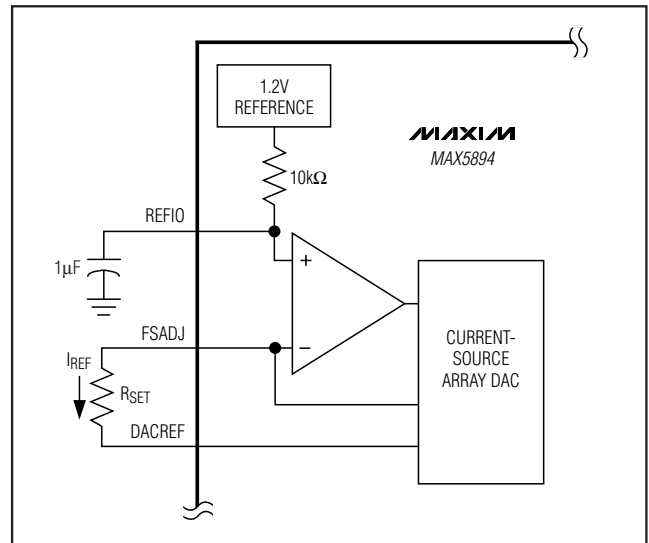 1.2V
REFERENCE
MAXIM
MAX5894
10kΩ
REFIO
1μF
+
FSADJ
−
IREF
RSET
DACREF
CURRENT-
SOURCE
ARRAY DAC